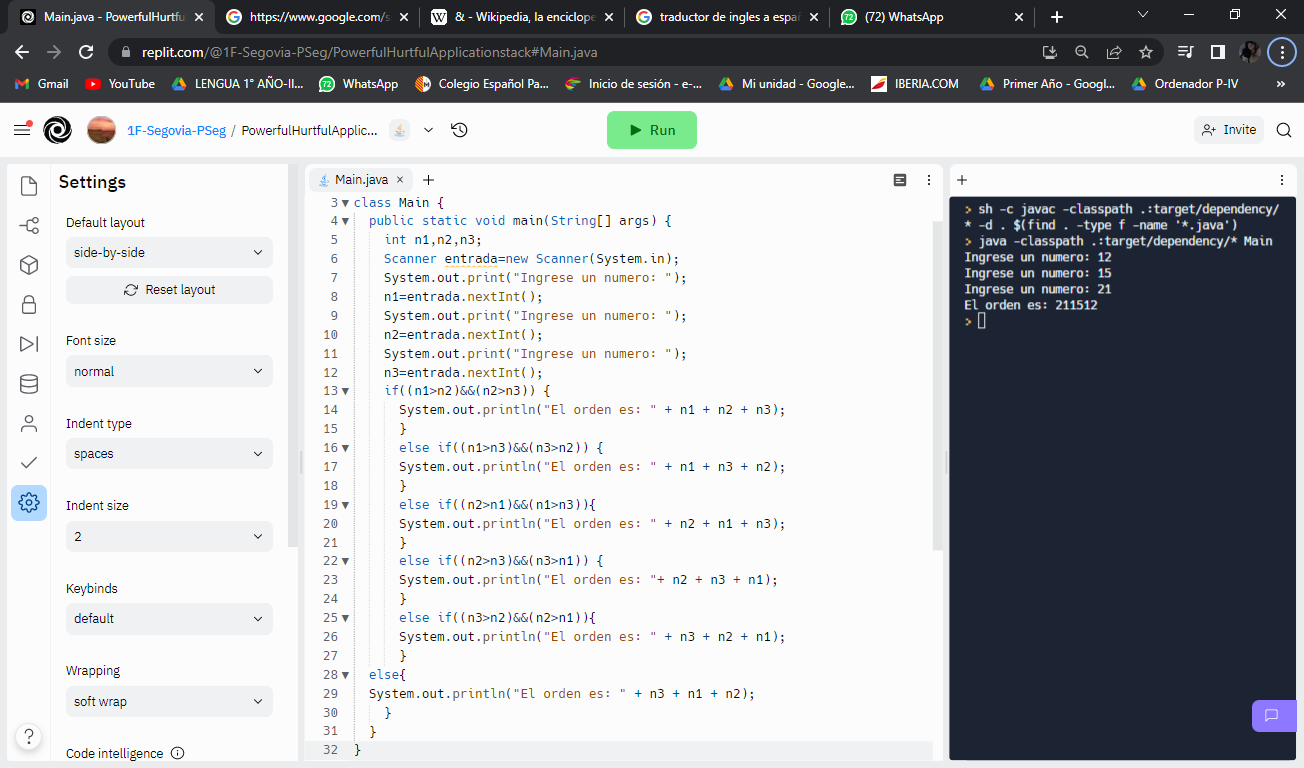 Main.java - PowerfulHurtfu
https://www.google.com/s
& - Wikipedia, la encicloped
traductor de ingles a españ
(72) WhatsApp
replit.com/@1F-Segovia-PSeg/PowerfulHurtfulApplicationstack#Main.java
Gmail
YouTube
LENGUA 1° AÑO-II...
WhatsApp
Colegio Español Pa...
Inicio de sesión - e-...
Mi unidad - Google...
IBERIA.COM
Primer Año - Googl...
Ordenador P-IV
»
1F-Segovia-PSeg / PowerfulHurtfulApplic...
Run
Invite
Settings
Default layout
side-by-side
Reset layout
Font size
normal
Indent type
spaces
Indent size
2
Keybinds
default
Wrapping
soft wrap
Code intelligence
?
Main.java
3 class Main {
4 public static void main(String[] args) {
5 int n1,n2,n3;
6 Scanner entrada=new Scanner(System.in);
7 System.out.print("Ingrese un numero: ");
8 n1=entrada.nextInt();
9 System.out.print("Ingrese un numero: ");
10 n2=entrada.nextInt();
11 System.out.print("Ingrese un numero: ");
12 n3=entrada.nextInt();
13 if((n1>n2)&&(n2>n3)) {
14 System.out.println("El orden es: " + n1 + n2 + n3);
15 }
16 else if((n1>n3)&&(n3>n2)) {
17 System.out.println("El orden es: " + n1 + n3 + n2);
18 }
19 else if((n2>n1)&&(n1>n3)){
20 System.out.println("El orden es: " + n2 + n1 + n3);
21 }
22 else if((n2>n3)&&(n3>n1)) {
23 System.out.println("El orden es: "+ n2 + n3 + n1);
24 }
25 else if((n3>n2)&&(n2>n1)){
26 System.out.println("El orden es: " + n3 + n2 + n1);
27 }
28 else{
29 System.out.println("El orden es: " + n3 + n1 + n2);
30 }
31 }
32 }
> sh -c javac -classpath .:target/dependency/
* -d . $(find . -type f -name '*.java')
> java -classpath .:target/dependency/* Main
Ingrese un numero: 12
Ingrese un numero: 15
Ingrese un numero: 21
El orden es: 211512
>